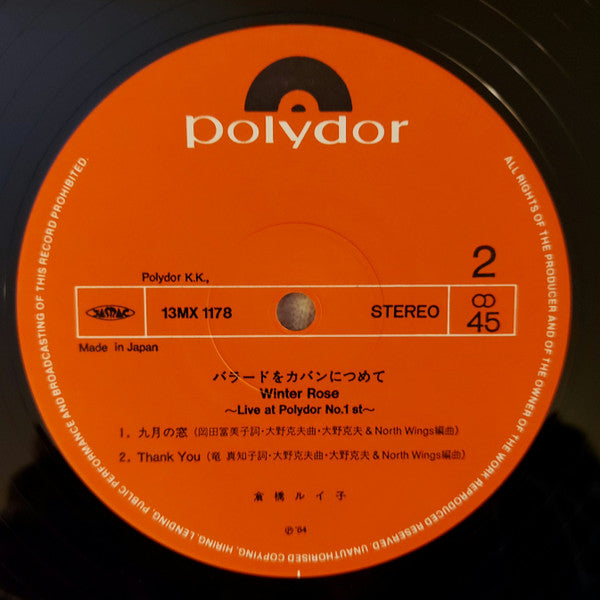 polydor
ALL RIGHTS OF THE PRODUCER AND OF THE OWNER OF THE WORK REPRODUCED RESERVED. UNAUTHORISED COPYING, HIRING, LENDING, PUBLIC PERFORMANCE AND BROADCASTING OF THIS RECORD PROHIBITED.
Polydor K.K.,
2
JASRAC
13MX 1178
STEREO
45
Made in Japan
バラードをカバンにつめて
Winter Rose
～Live at Polydor No.1 st～
1. 九月の窓 (岡田冨美子詞・大野克夫曲・大野克夫 & North Wings編曲)
2. Thank You (竜 真知子詞・大野克夫曲・大野克夫 & North Wings編曲)
倉橋ルイ子
Ⓟ '84